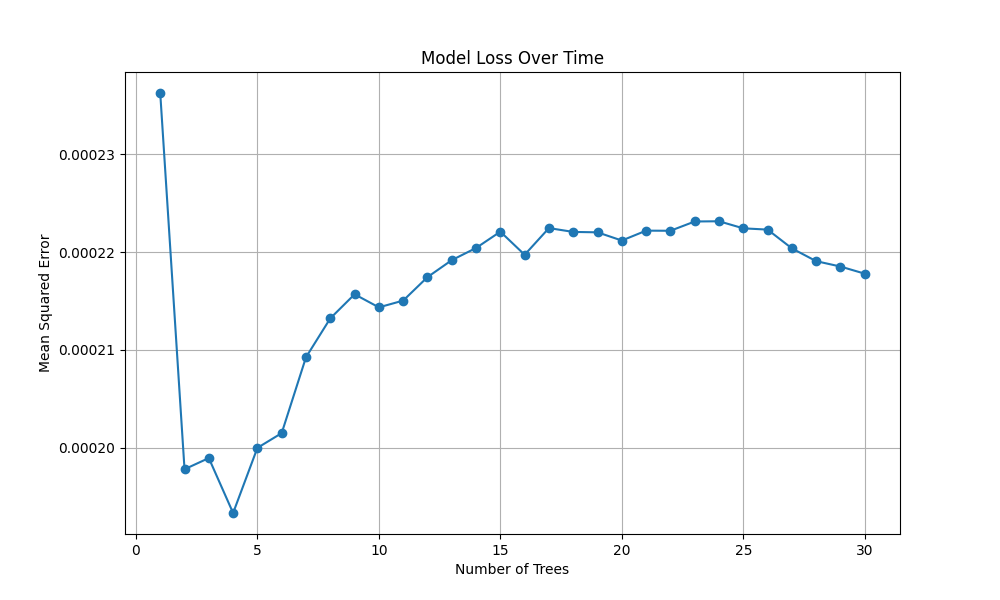 Model Loss Over Time
0.00023
0.00022
0.00021
0.00020
Mean Squared Error
0 5 10 15 20 25 30
Number of Trees